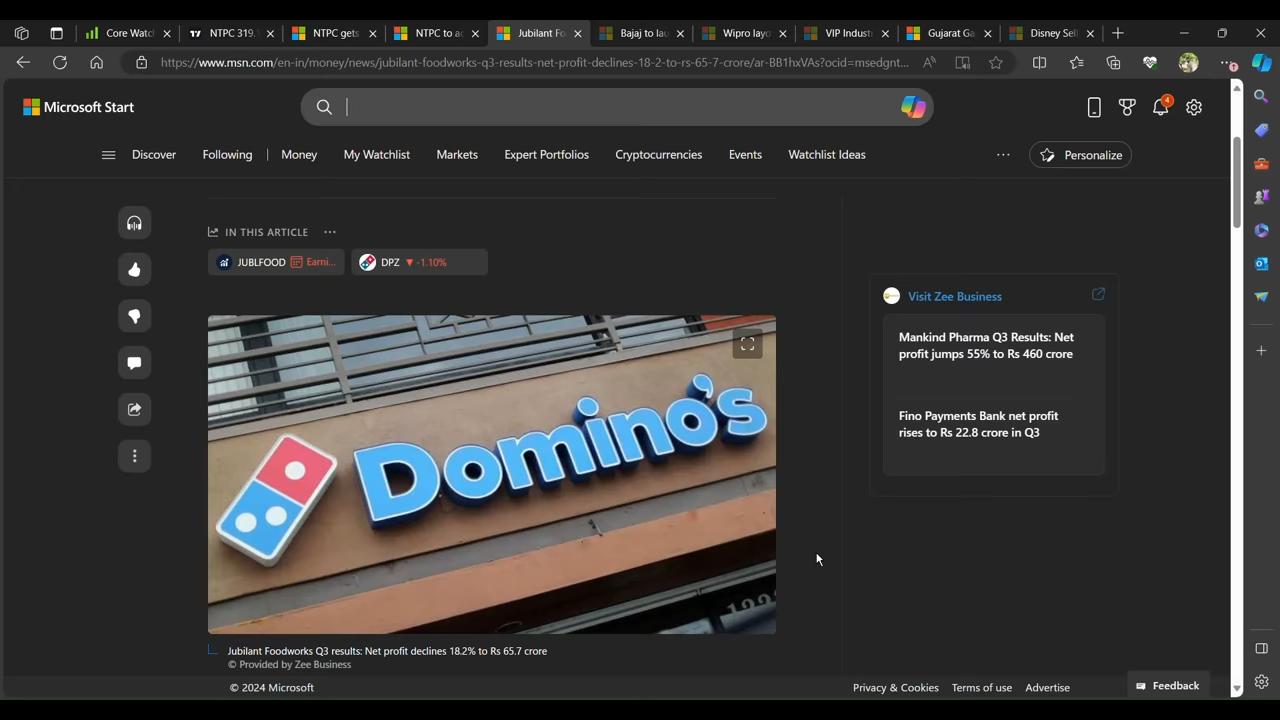 Core Watcl
NTPC 319.
NTPC gets
NTPC to ac
Jubilant Fo
Bajaj to lau
Wipro layo
VIP Industr
Gujarat Ga
Disney Sell
https://www.msn.com/en-in/money/news/jubilant-foodworks-q3-results-net-profit-declines-18-2-to-rs-65-7-crore/ar-BB1hxVAs?ocid=msedgnt...
Microsoft Start
4
Discover
Following
Money
My Watchlist
Markets
Expert Portfolios
Cryptocurrencies
Events
Watchlist Ideas
...
Personalize
IN THIS ARTICLE ...
JUBLFOOD Earni...
DPZ ▼ -1.10%
Visit Zee Business
Mankind Pharma Q3 Results: Net
profit jumps 55% to Rs 460 crore
Fino Payments Bank net profit
rises to Rs 22.8 crore in Q3
Domino's
Jubilant Foodworks Q3 results: Net profit declines 18.2% to Rs 65.7 crore
© Provided by Zee Business
© 2024 Microsoft
Privacy & Cookies
Terms of use
Advertise
Feedback